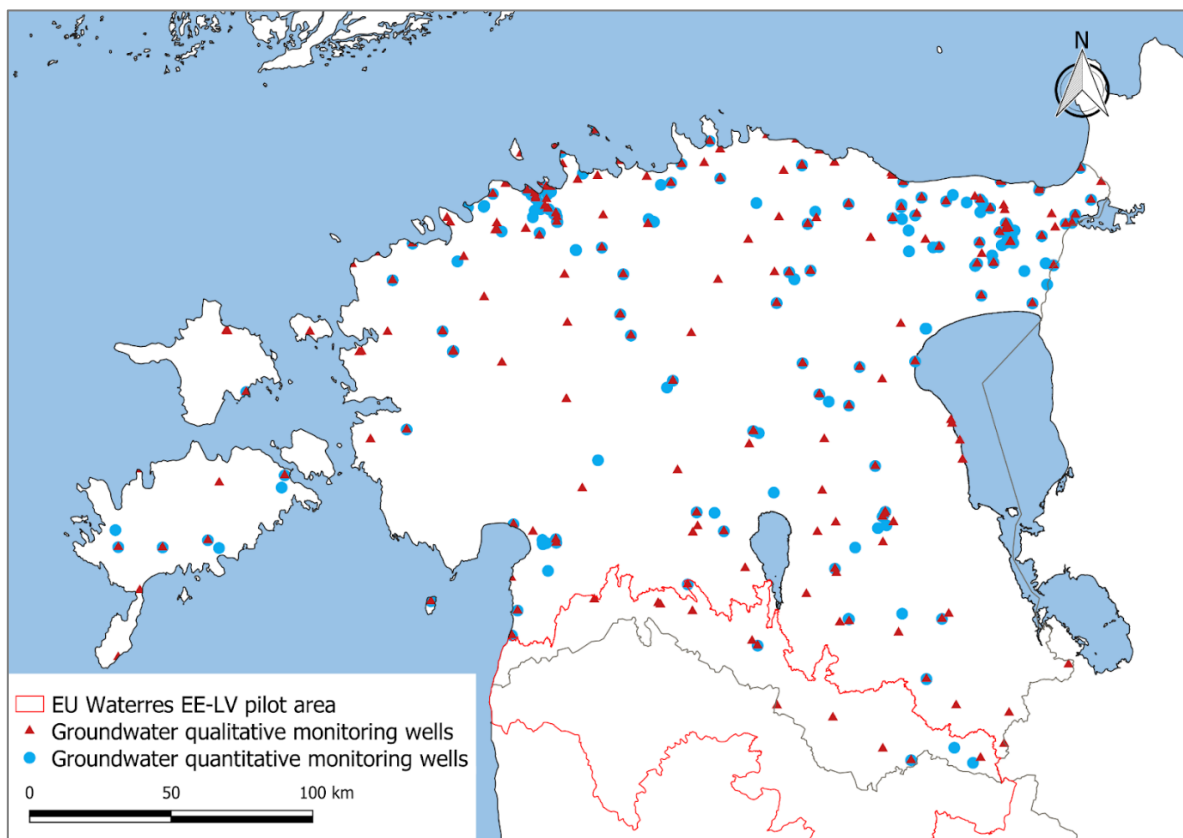 N
EU Waterres EE-LV pilot area
Groundwater qualitative monitoring wells
Groundwater quantitative monitoring wells
0 50 100 km